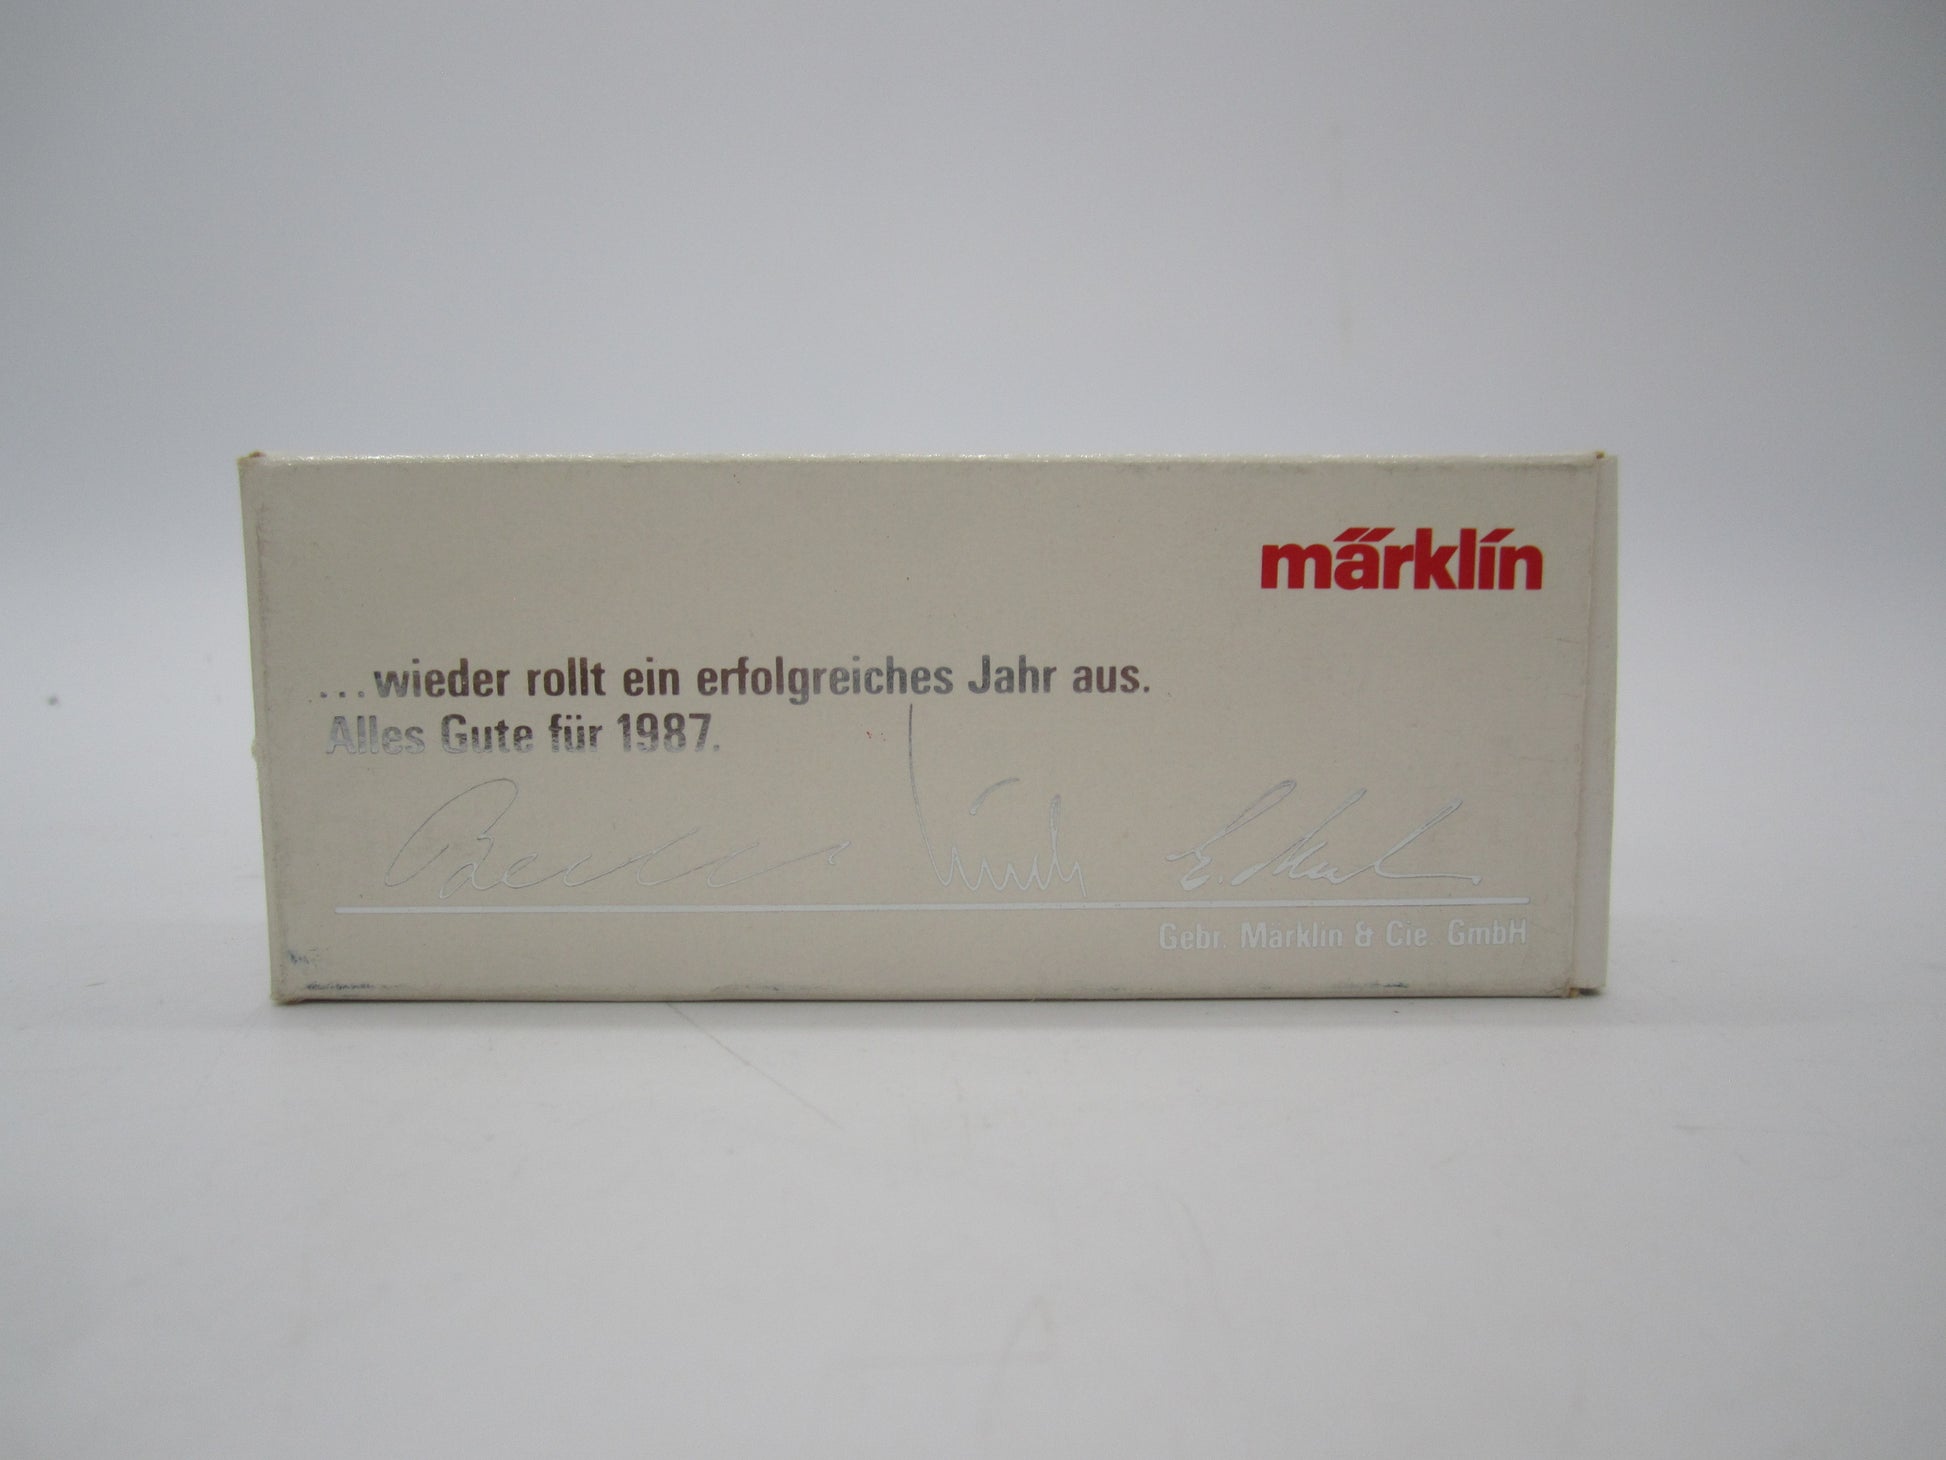 märklin
...wieder rollt ein erfolgreiches Jahr aus.
Alles Gute für 1987.
Gebr. Märklin & Cie. GmbH